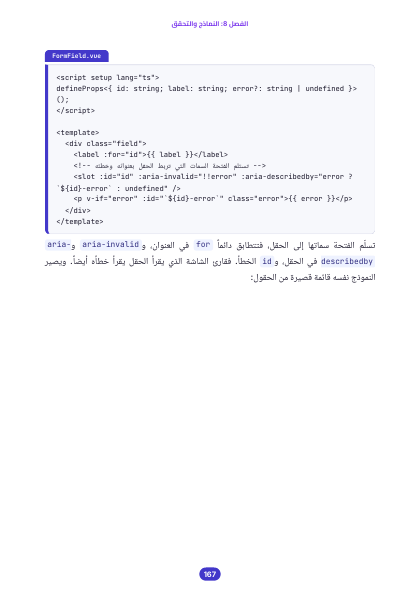 الفصل 8: النماذج والتحقق
FormField.vue
<script setup lang="ts">
defineProps<{ id: string; label: string; error?: string | undefined }>
();
</script>
<template>
<div class="field">
<label :for="id">{{ label }}</label>
<!-- تستلم الفتحة السمات التي تربط الحقل بعنوانه وخطئه -->
<slot :id="id" :aria-invalid="!!error" :aria-describedby="error ?
`${id}-error` : undefined" />
<p v-if="error" :id="`${id}-error`" class="error">{{ error }}</p>
</div>
</template>
تسلّم الفتحة سماتها إلى الحقل، فتتطابق دائماً for في العنوان، و aria-invalid و aria-
describedby في الحقل، و id الخطأ. فقارئ الشاشة الذي يقرأ الحقل يقرأ خطأه أيضاً. ويصير
النموذج نفسه قائمة قصيرة من الحقول:
167